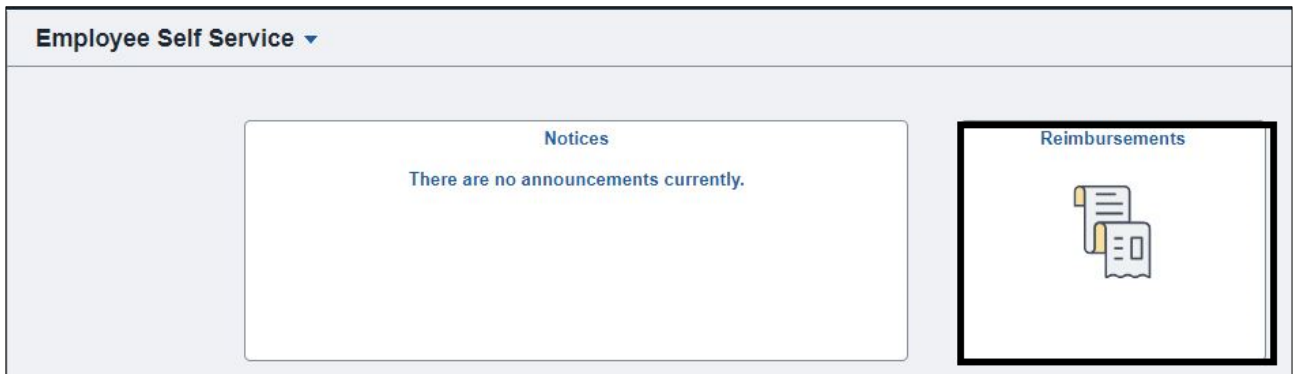 Employee Self Service
Notices
There are no announcements currently.
Reimbursements